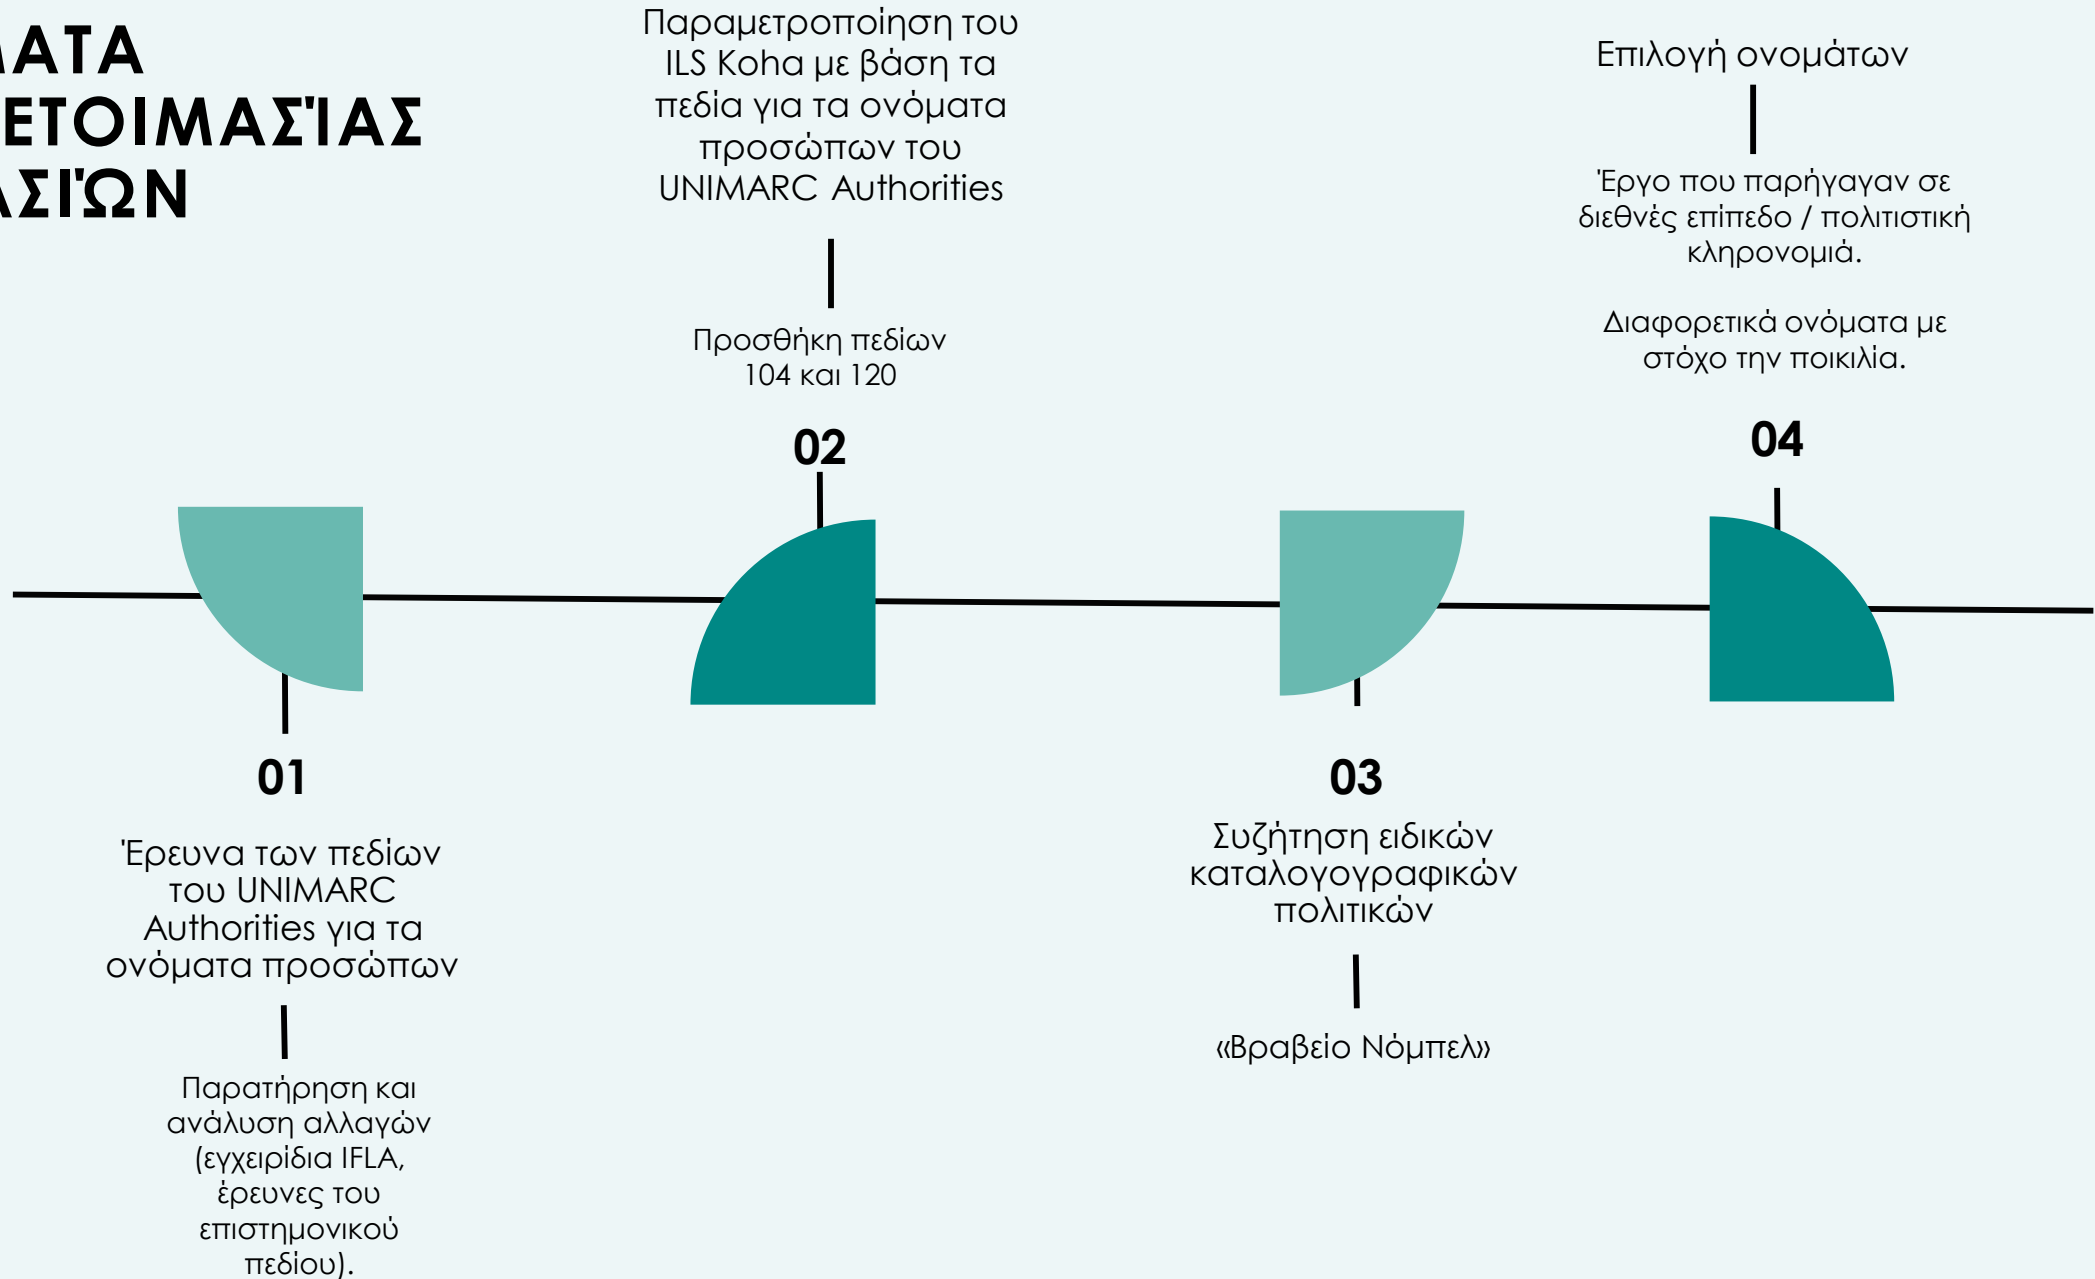 ΜΑΤΑ
ΕΤΟΙΜΑΣΊΑΣ
ΑΣΙΏΝ
Παραμετροποίηση του
ILS Koha με βάση τα
πεδία για τα ονόματα
προσώπων του
UNIMARC Authorities
Προσθήκη πεδίων
104 και 120
02
Επιλογή ονομάτων
Έργο που παρήγαγαν σε
διεθνές επίπεδο / πολιτιστική
κληρονομιά.
Διαφορετικά ονόματα με
στόχο την ποικιλία.
04
01
Έρευνα των πεδίων
του UNIMARC
Authorities για τα
ονόματα προσώπων
Παρατήρηση και
ανάλυση αλλαγών
(εγχειρίδια IFLA,
έρευνες του
επιστημονικού
πεδίου).
03
Συζήτηση ειδικών
καταλογογραφικών
πολιτικών
«Βραβείο Νόμπελ»